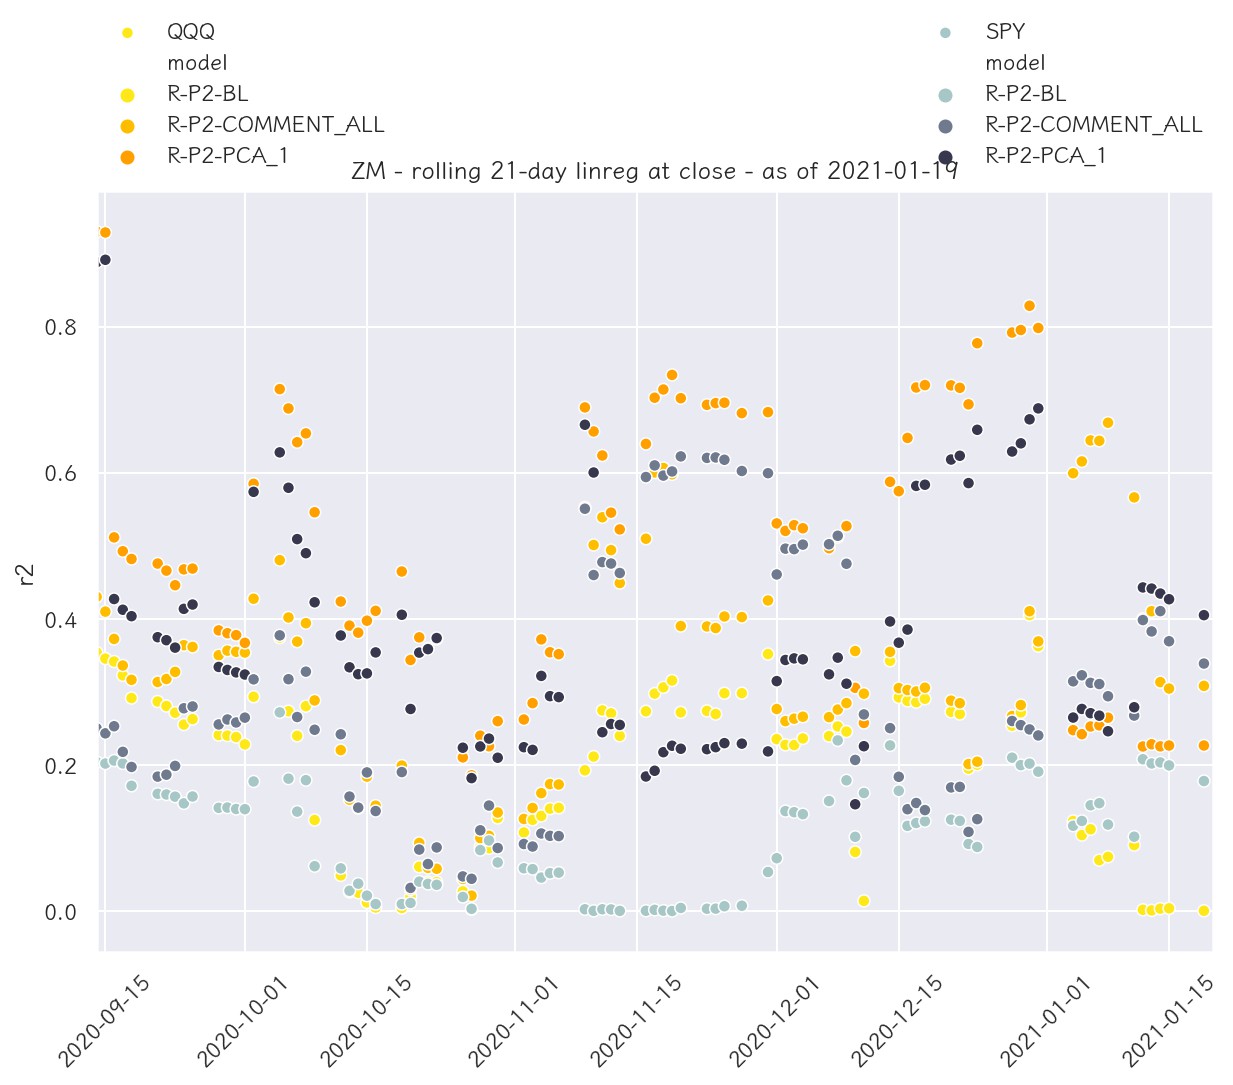 QQQ
model
R-P2-BL
R-P2-COMMENT_ALL
R-P2-PCA_1
SPY
model
R-P2-BL
R-P2-COMMENT_ALL
R-P2-PCA_1
ZM - rolling 21-day linreg at close - as of 2021-01-19
r2
0.8
0.6
0.4
0.2
0.0
2020-09-15
2020-10-01
2020-10-15
2020-11-01
2020-11-15
2020-12-01
2020-12-15
2021-01-01
2021-01-15